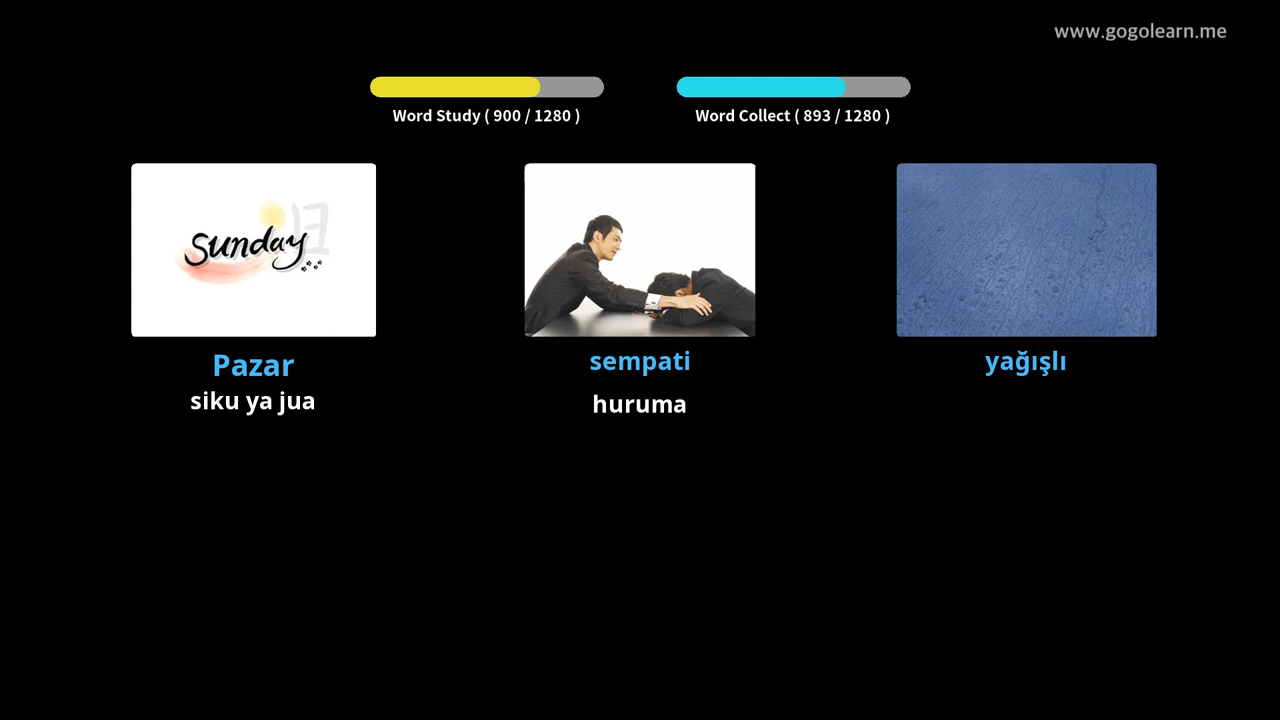 www.gogolearn.me
Word Study ( 900 / 1280 )
Word Collect ( 893 / 1280 )
Sunday
日
Pazar
siku ya jua
sempati
huruma
yağışlı